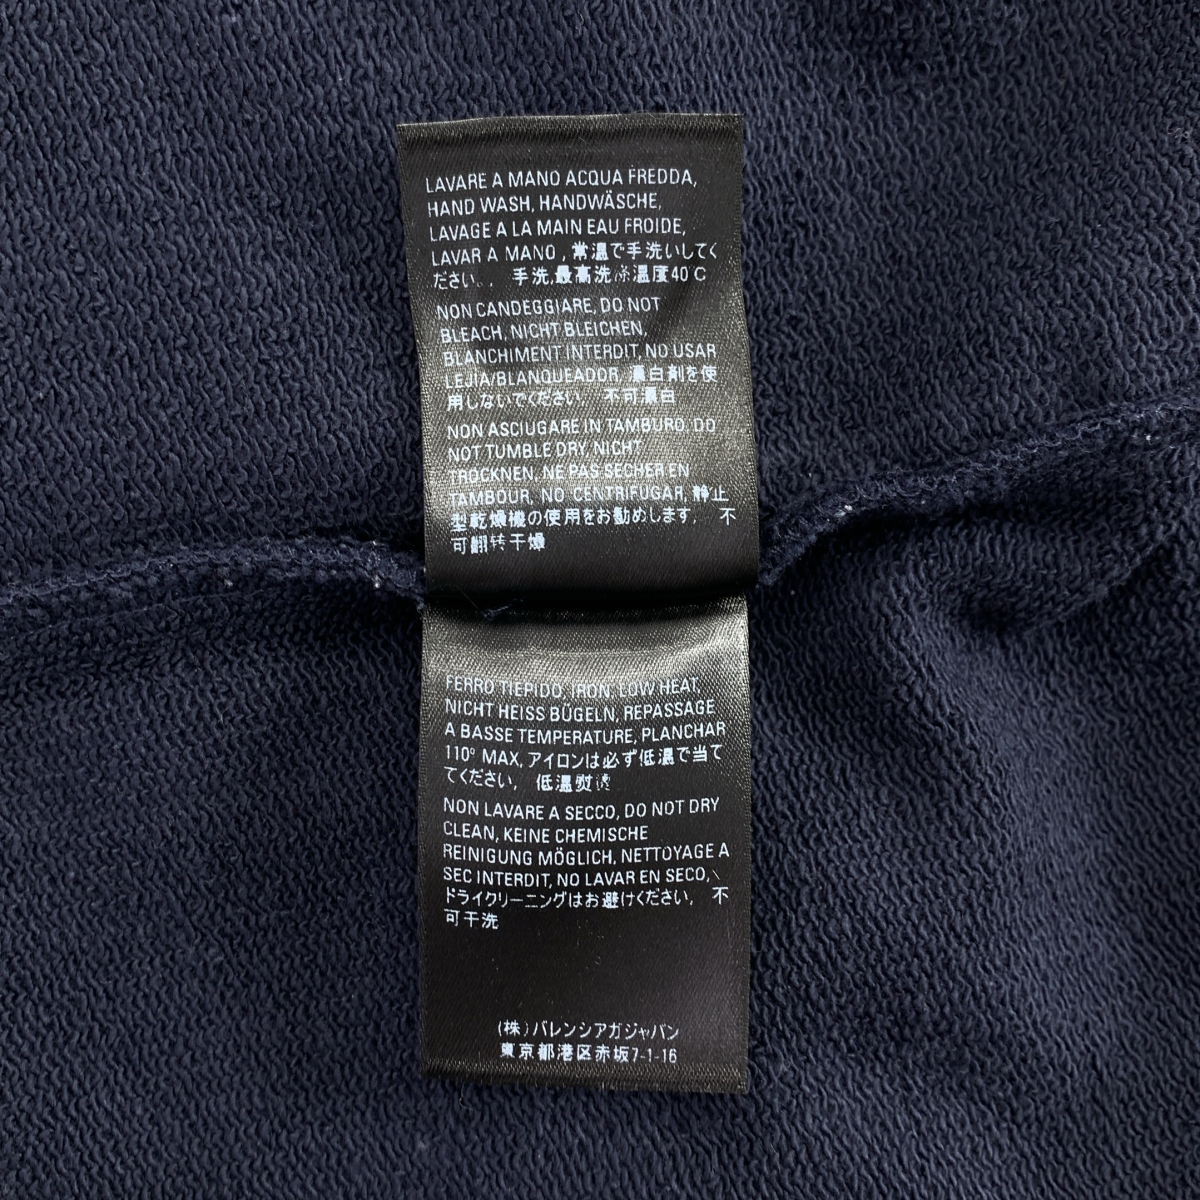 LAVARE A MANO ACQUA FREDDA,
HAND WASH, HANDWÄSCHE,
LAVAGE A LA MAIN EAU FROIDE,
LAVAR A MANO , 常温で手洗いしてく
ださい. , 手洗,最高洗涤温度40℃
NON CANDEGGIARE, DO NOT
BLEACH, NICHT BLEICHEN,
BLANCHIMENT INTERDIT, NO USAR
LEJIA/BLANQUEADOR, 漂白剤を使
用しないでください, 不可漂白
NON ASCIUGARE IN TAMBURO, DO
NOT TUMBLE DRY, NICHT
TROCKNEN, NE PAS SECHER EN
TAMBOUR, NO CENTRIFUGAR, 静止
型乾燥機の使用をお勧めします, 不
可翻转干燥
FERRO TIEPIDO, IRON, LOW HEAT,
NICHT HEISS BÜGELN, REPASSAGE
A BASSE TEMPERATURE, PLANCHAR
110° MAX, アイロンは必ず低温で当て
てください, 低温熨烫
NON LAVARE A SECCO, DO NOT DRY
CLEAN, KEINE CHEMISCHE
REINIGUNG MÖGLICH, NETTOYAGE A
SEC INTERDIT, NO LAVAR EN SECO, \
ドライクリーニングはお避けください, 不
可干洗
(株)バレンシアガジャパン
東京都港区赤坂7-1-16